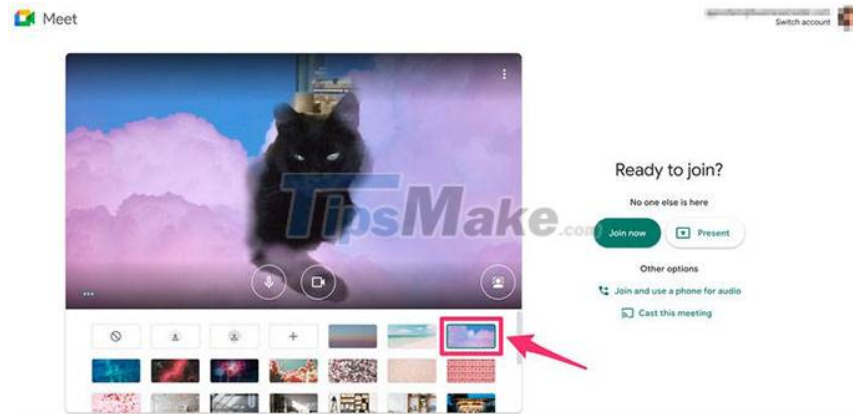 Meet
Switch account
TipsMake.com
Ready to join?
No one else is here
Join now
Present
Other options
Join and use a phone for audio
Cast this meeting